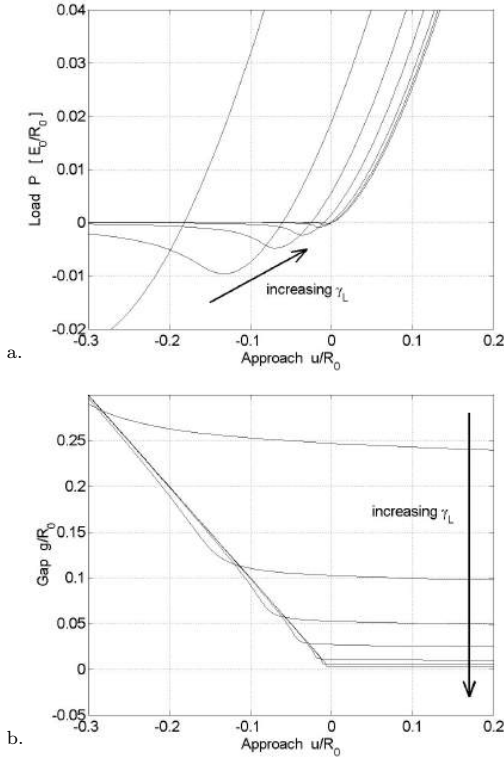 0.04
0.03
0.02
0.01
0
-0.01
-0.02
Load P [ E₀/R₀ ]
increasing γL
-0.3 -0.2 -0.1 0 0.1 0.2
a.
Approach u/R₀
0.25
0.2
0.15
0.1
0.05
0
-0.05
Gap g/R₀
increasing γL
-0.3 -0.2 -0.1 0 0.1 0.2
b.
Approach u/R₀